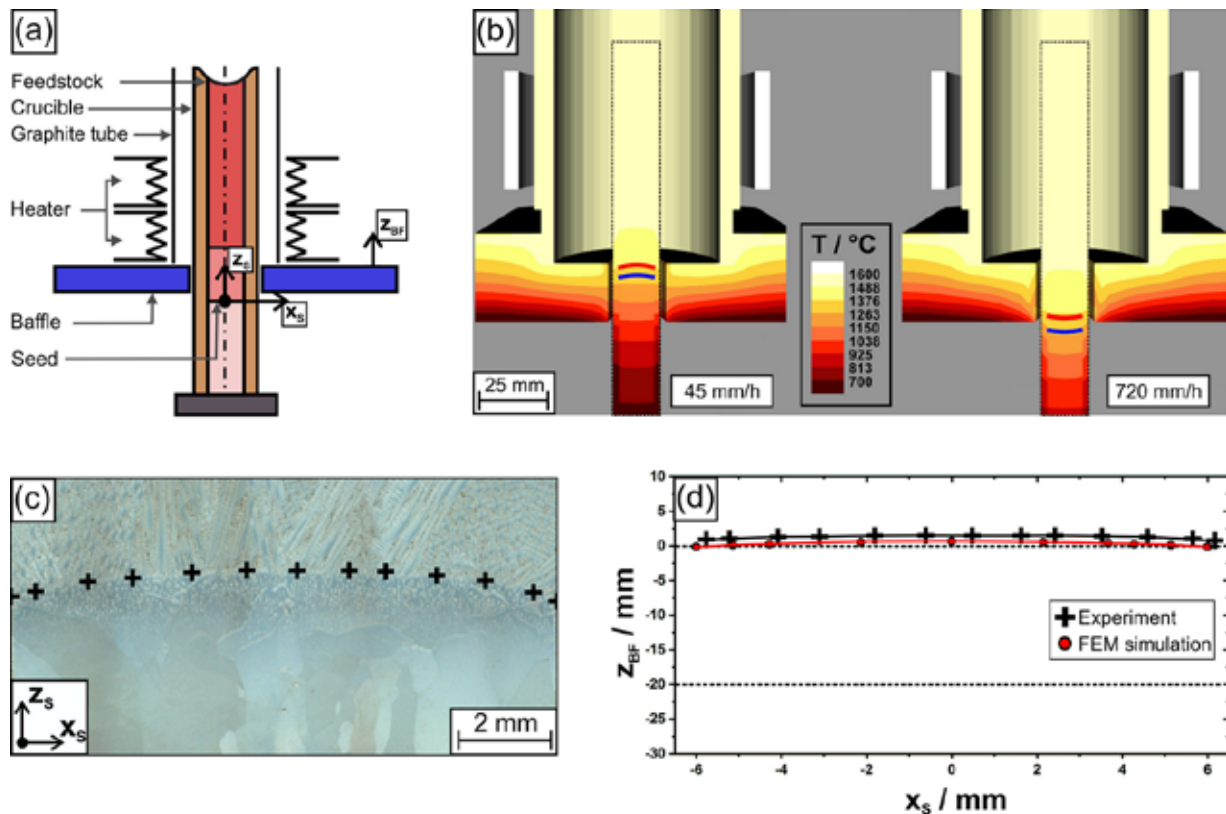 (a)
Feedstock
Crucible
Graphite tube
Heater
Baffle
Seed
z_BF
z_s
x_s
(b)
25 mm
45 mm/h
T / °C
1600
1488
1376
1263
1150
1038
925
813
700
720 mm/h
(c)
z_s
x_s
2 mm
(d)
z_BF / mm
10
5
0
-5
-10
-15
-20
-25
-30
Experiment
FEM simulation
-6
-4
-2
0
2
4
6
x_s / mm